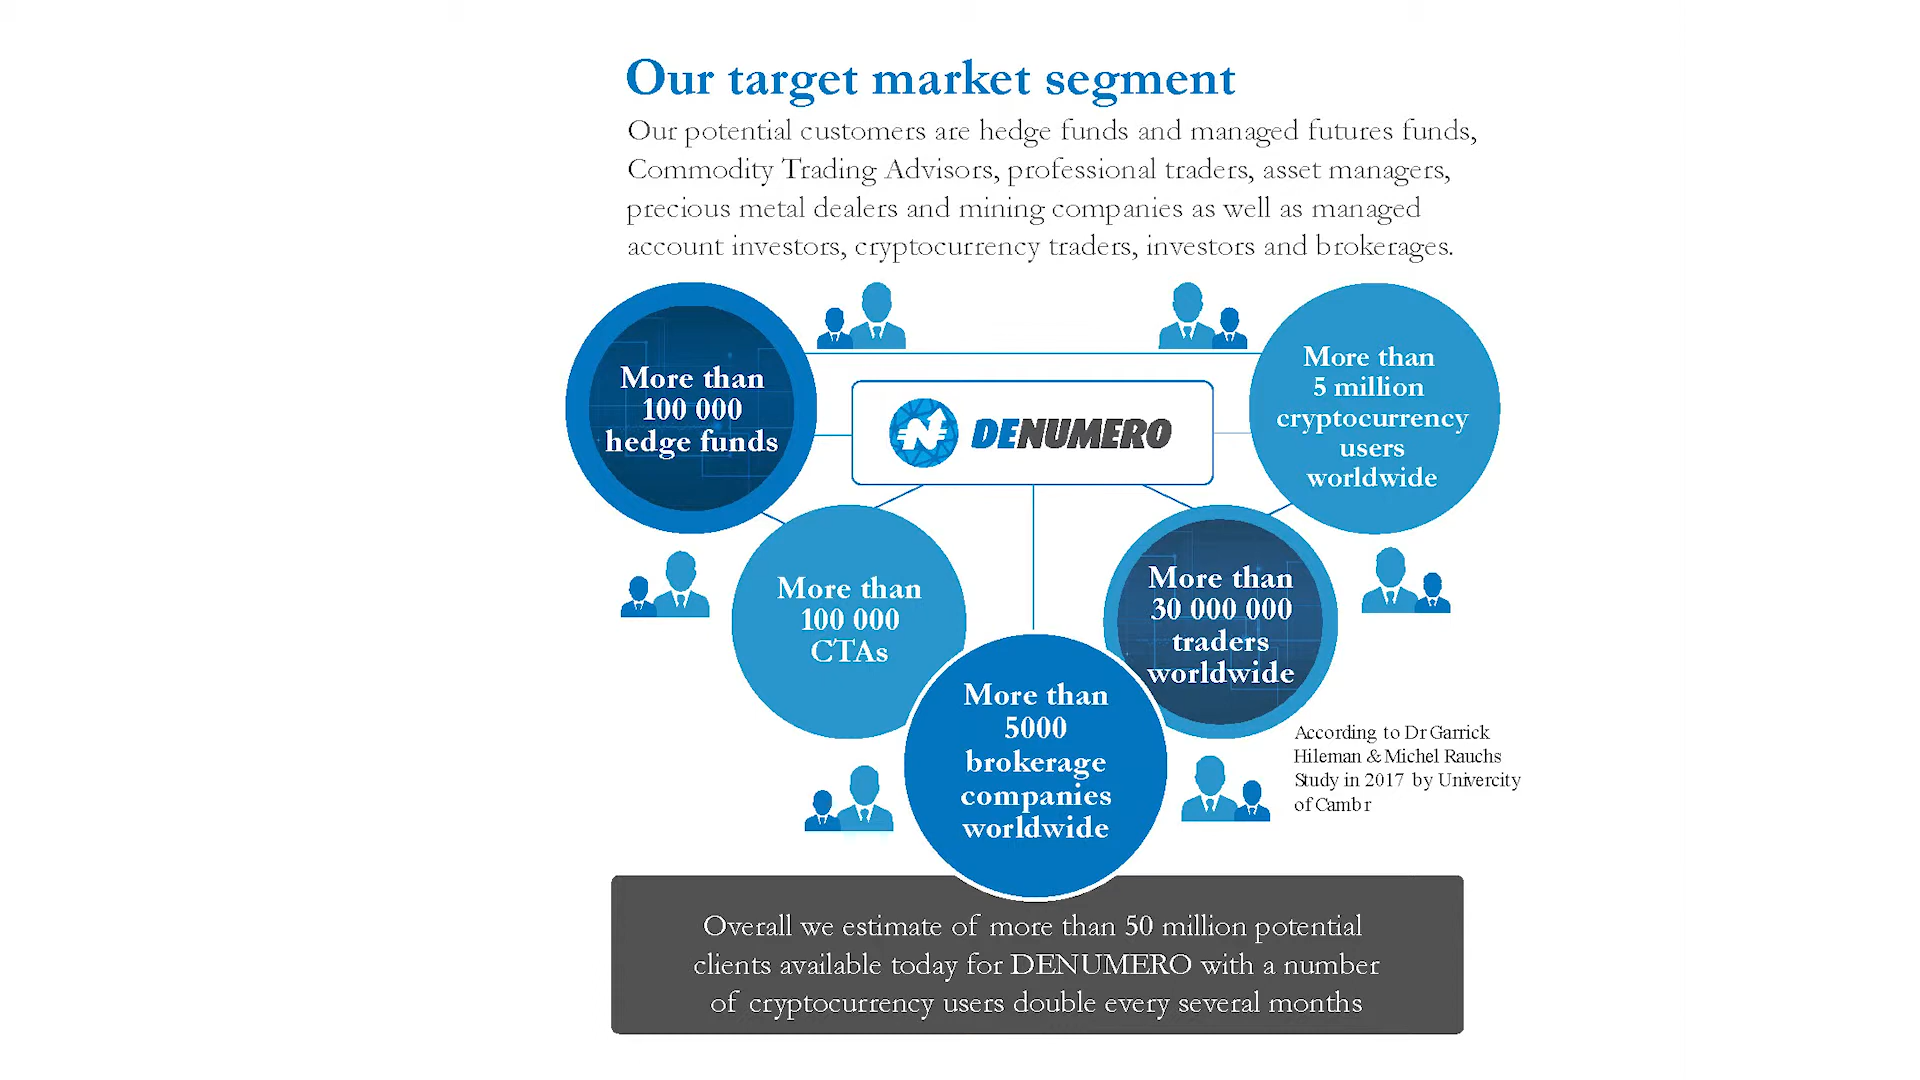 Our target market segment
Our potential customers are hedge funds and managed futures funds,
Commodity Trading Advisors, professional traders, asset managers,
precious metal dealers and mining companies as well as managed
account investors, cryptocurrency traders, investors and brokerages.
More than
100 000
hedge funds
DENUMERO
More than
5 million
cryptocurrency
users
worldwide
More than
100 000
CTAs
More than
30 000 000
traders
worldwide
More than
5000
brokerage
companies
worldwide
According to Dr Garrick
Hileman & Michel Rauchs
Study in 2017 by Univercity
of Cambr
Overall we estimate of more than 50 million potential
clients available today for DENUMERO with a number
of cryptocurrency users double every several months